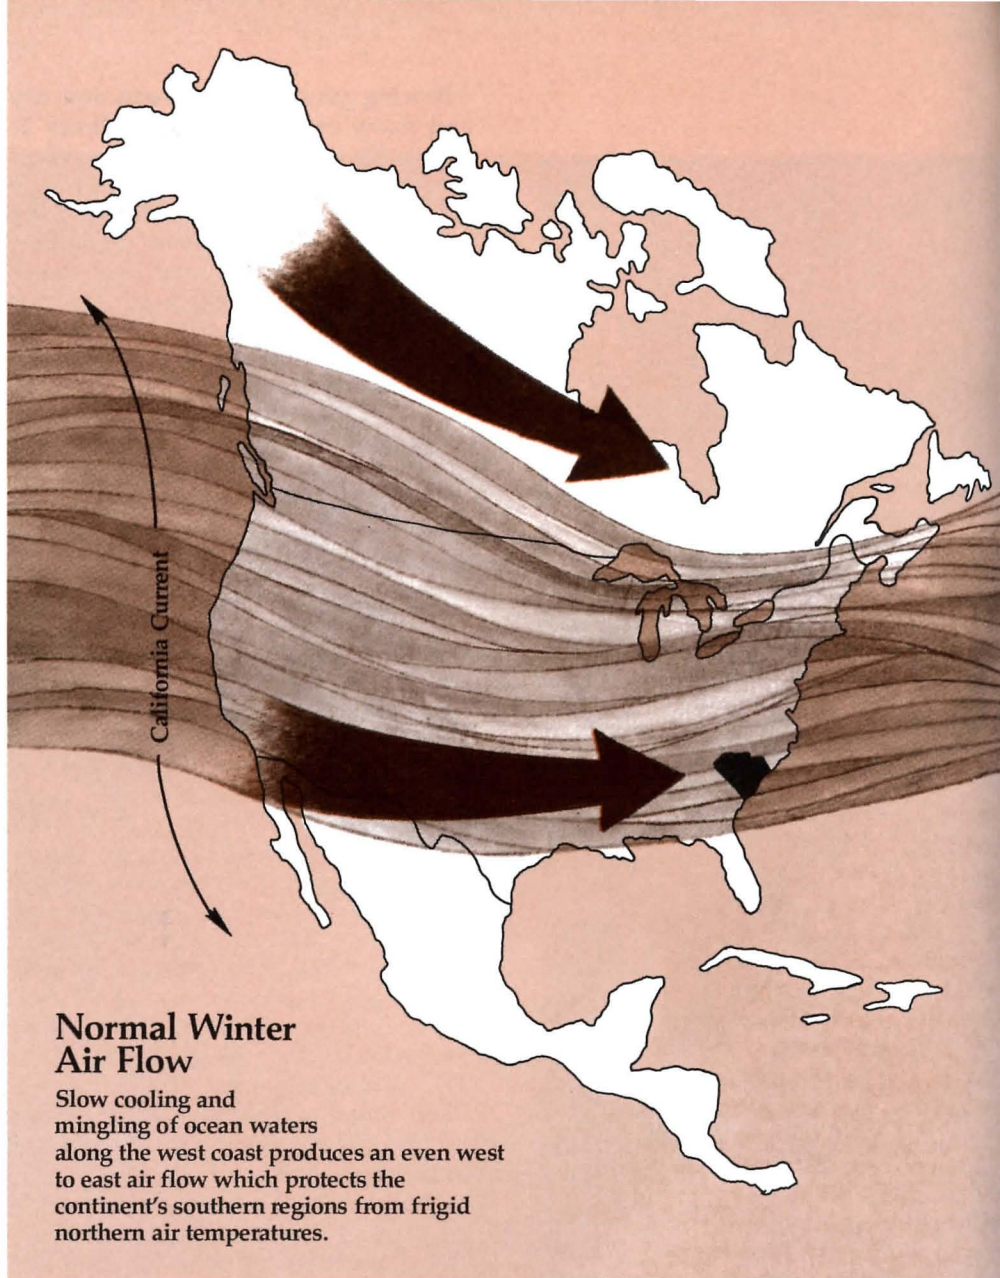 California Current
Normal Winter
Air Flow
Slow cooling and
mingling of ocean waters
along the west coast produces an even west
to east air flow which protects the
continent's southern regions from frigid
northern air temperatures.